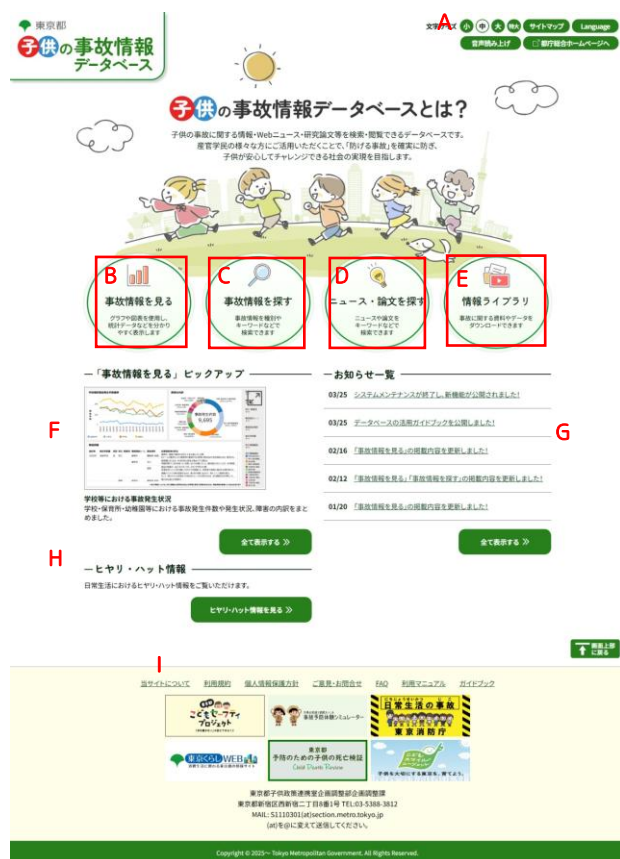 東京都
子供の事故情報
データベース
A
文字サイズ 小 中 大 特大 サイトマップ Language
音声読み上げ 都庁総合ホームページへ
子供の事故情報データベースとは？
子供の事故に関する情報・Webニュース・研究論文等を検索・閲覧できるデータベースです。
産官学民の様々な方にご活用いただくことで、「防げる事故」を確実に防ぎ、
子供が安心してチャレンジできる社会の実現を目指します。
B
事故情報を見る
グラフや図表を使用し、
統計データなどを分かり
やすく表示します
C
事故情報を探す
事故情報を種別や
キーワードなどで
検索できます
D
ニュース・論文を探す
ニュースや論文を
キーワードなどで
検索できます
E
情報ライブラリ
事故に関する資料やデータを
ダウンロードできます
F
「事故情報を見る」ピックアップ
9,695
学校等における事故発生状況
学校・保育所・幼稚園等における事故発生件数や発生状況、障害の内訳をまと
めました。
全て表示する
G
お知らせ一覧
03/25 システムメンテナンスが終了し、新機能が公開されました！
03/25 データベースの活用ガイドブックを公開しました！
02/16 「事故情報を見る」の掲載内容を更新しました！
02/12 「事故情報を見る」「事故情報を探す」の掲載内容を更新しました！
01/20 「事故情報を見る」の掲載内容を更新しました！
全て表示する
H
ヒヤリ・ハット情報
日常生活におけるヒヤリ・ハット情報をご覧いただけます。
ヒヤリ・ハット情報を見る
画面上部
に戻る
I
当サイトについて 利用規約 個人情報保護方針 ご意見・お問合せ FAQ 利用マニュアル ガイドブック
こどもセーフティ
プロジェクト
事故予防体験シミュレーター
日常生活の事故
東京消防庁
東京くらしWEB
東京都
予防のための子供の死亡検証
Child Death Review
子供を大切にする東京を、育てよう。
東京都子供政策連携室企画調整部企画調整課
東京都新宿区西新宿二丁目8番1号 TEL:03-5388-3812
MAIL: S1110301(at)section.metro.tokyo.jp
(at)を@に変えて送信してください。
Copyright © 2025～ Tokyo Metropolitan Government. All Rights Reserved.